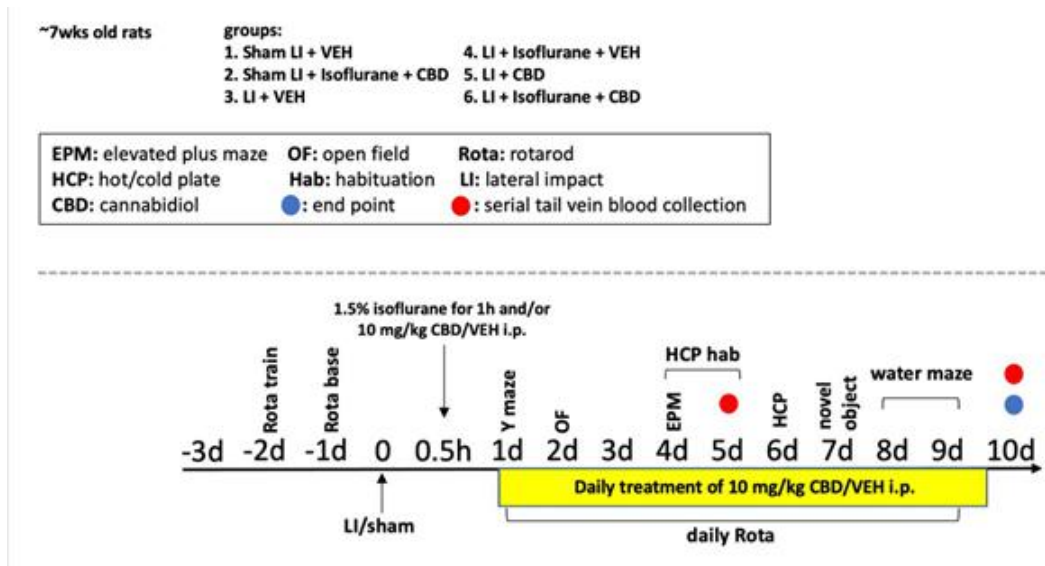 ~7wks old rats
groups:
1. Sham LI + VEH
2. Sham LI + Isoflurane + CBD
3. LI + VEH
4. LI + Isoflurane + VEH
5. LI + CBD
6. LI + Isoflurane + CBD
EPM: elevated plus maze OF: open field Rota: rotarod
HCP: hot/cold plate Hab: habituation LI: lateral impact
CBD: cannabidiol : end point : serial tail vein blood collection
1.5% isoflurane for 1h and/or
10 mg/kg CBD/VEH i.p.
Rota train
Rota base
Y maze
OF
HCP hab
EPM
HCP
novel
object
water maze
-3d -2d -1d 0 0.5h 1d 2d 3d 4d 5d 6d 7d 8d 9d 10d
Daily treatment of 10 mg/kg CBD/VEH i.p.
LI/sham
daily Rota